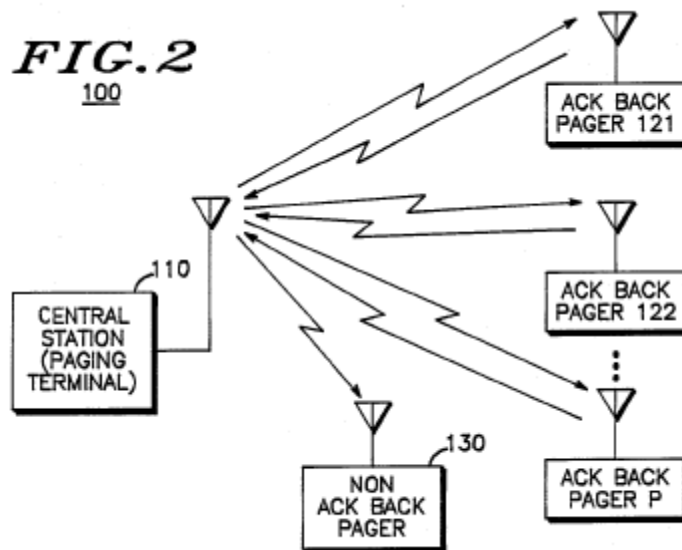 FIG.2
100
ACK BACK
PAGER 121
110
CENTRAL
STATION
(PAGING
TERMINAL)
ACK BACK
PAGER 122
130
NON
ACK BACK
PAGER
ACK BACK
PAGER P